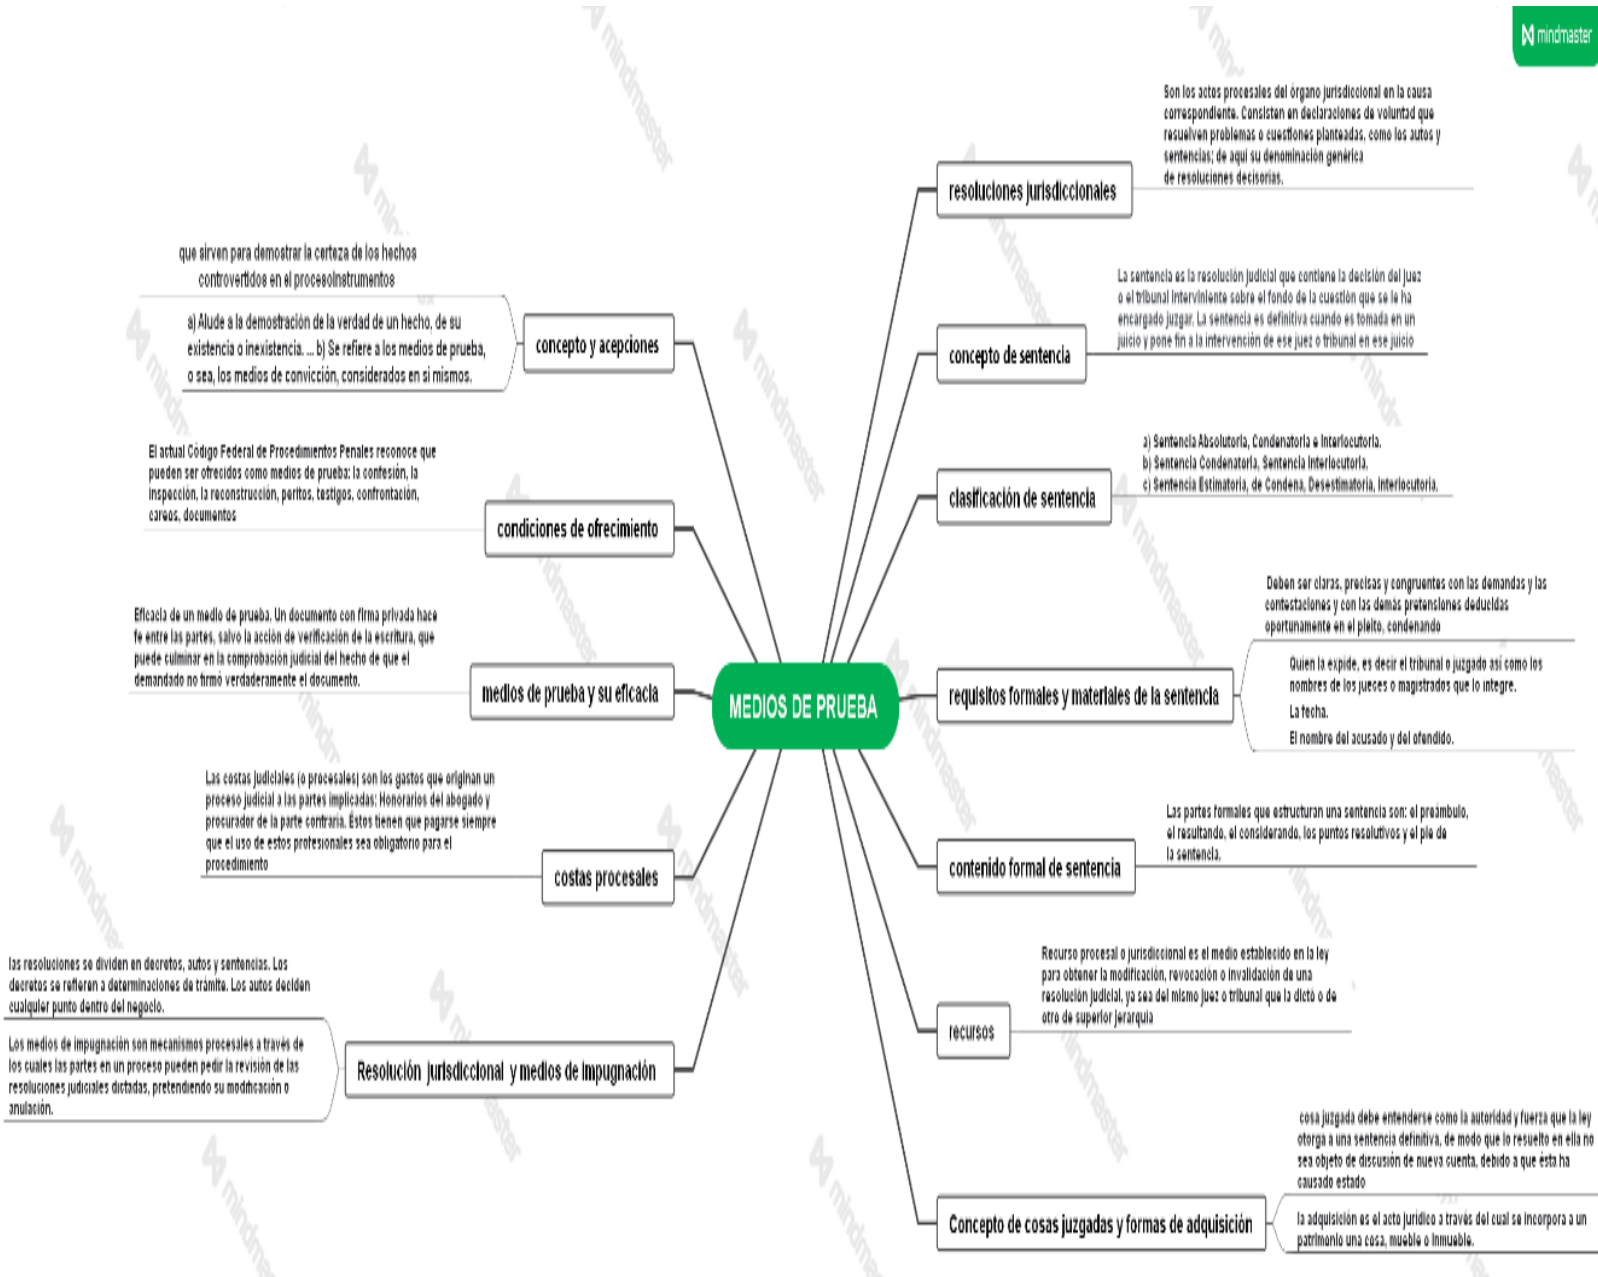 mindmaster
Son los actos procesales del órgano jurisdiccional en la causa
correspondiente. Consisten en declaraciones de voluntad que
resuelven problemas o cuestiones planteadas, como los autos y
sentencias; de aquí su denominación genérica
de resoluciones decisorias.
resoluciones jurisdiccionales
que sirven para demostrar la certeza de los hechos
controvertidos en el procesoInstrumentos
a) Alude a la demostración de la verdad de un hecho, de su
existencia o inexistencia. ... b) Se refiere a los medios de prueba,
o sea, los medios de convicción, considerados en si mismos.
concepto y acepciones
La sentencia es la resolución judicial que contiene la decisión del juez
o el tribunal interviniente sobre el fondo de la cuestión que se le ha
encargado juzgar. La sentencia es definitiva cuando es tomada en un
juicio y pone fin a la intervención de ese juez o tribunal en ese juicio
concepto de sentencia
El actual Código Federal de Procedimientos Penales reconoce que
pueden ser ofrecidos como medios de prueba: la confesión, la
inspección, la reconstrucción, peritos, testigos, confrontación,
careos, documentos
condiciones de ofrecimiento
a) Sentencia Absolutoria, Condenatoria e Interlocutoria.
b) Sentencia Condenatoria, Sentencia Interlocutoria.
c) Sentencia Estimatoria, de Condena, Desestimatoria, Interlocutoria.
clasificación de sentencia
Eficacia de un medio de prueba. Un documento con firma privada hace
fe entre las partes, salvo la acción de verificación de la escritura, que
puede culminar en la comprobación judicial del hecho de que el
demandado no firmó verdaderamente el documento.
medios de prueba y su eficacia
MEDIOS DE PRUEBA
Deben ser claras, precisas y congruentes con las demandas y las
contestaciones y con las demás pretensiones deducidas
oportunamente en el pleito, condenando
Quien la expide, es decir el tribunal o juzgado así como los
nombres de los jueces o magistrados que lo integre.
La fecha.
El nombre del acusado y del ofendido.
requisitos formales y materiales de la sentencia
Las costas judiciales (o procesales) son los gastos que originan un
proceso judicial a las partes implicadas: Honorarios del abogado y
procurador de la parte contraria. Éstos tienen que pagarse siempre
que el uso de estos profesionales sea obligatorio para el
procedimiento
costas procesales
Las partes formales que estructuran una sentencia son: el preámbulo,
el resultando, el considerando, los puntos resolutivos y el pie de
la sentencia.
contenido formal de sentencia
las resoluciones se dividen en decretos, autos y sentencias. Los
decretos se refieren a determinaciones de trámite. Los autos deciden
cualquier punto dentro del negocio.
Los medios de impugnación son mecanismos procesales a través de
los cuales las partes en un proceso pueden pedir la revisión de las
resoluciones judiciales dictadas, pretendiendo su modificación o
anulación.
Resolución jurisdiccional y medios de impugnación
Recurso procesal o jurisdiccional es el medio establecido en la ley
para obtener la modificación, revocación o invalidación de una
resolución judicial, ya sea del mismo juez o tribunal que la dictó o de
otro de superior jerarquía
recursos
cosa juzgada debe entenderse como la autoridad y fuerza que la ley
otorga a una sentencia definitiva, de modo que lo resuelto en ella no
sea objeto de discusión de nueva cuenta, debido a que ésta ha
causado estado
la adquisición es el acto jurídico a través del cual se incorpora a un
patrimonio una cosa, mueble o inmueble.
Concepto de cosas juzgadas y formas de adquisición